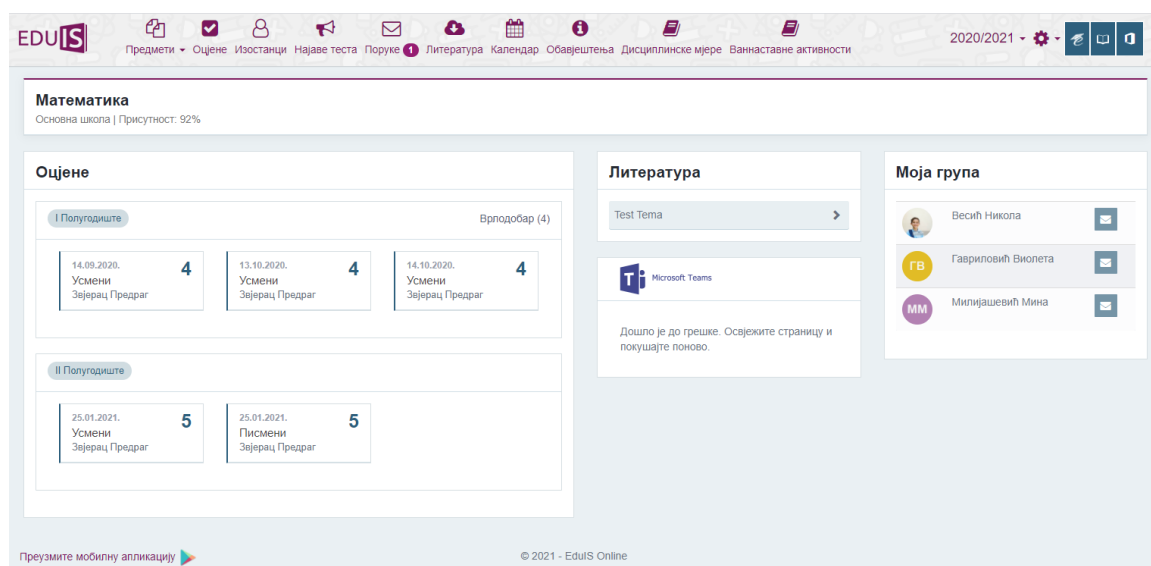 EDUIS
Предмети Оцјене Изостанци Најаве теста Поруке 1 Литература Календар Обавјештења Дисциплинске мјере Ваннаставне активности
2020/2021
Математика
Основна школа | Присутност: 92%
Оцјене
I Полугодиште
Врлодобар (4)
14.09.2020.
4
Усмени
Звјерац Предраг
13.10.2020.
4
Усмени
Звјерац Предраг
14.10.2020.
4
Усмени
Звјерац Предраг
II Полугодиште
25.01.2021.
5
Усмени
Звјерац Предраг
25.01.2021.
5
Писмени
Звјерац Предраг
Литература
Test Tema
Microsoft Teams
Дошло је до грешке. Освјежите страницу и
покушајте поново.
Моја група
Весић Никола
ГВ
Гавриловић Виолета
ММ
Милијашевић Мина
Преузмите мобилну апликацију
© 2021 - EduIS Online